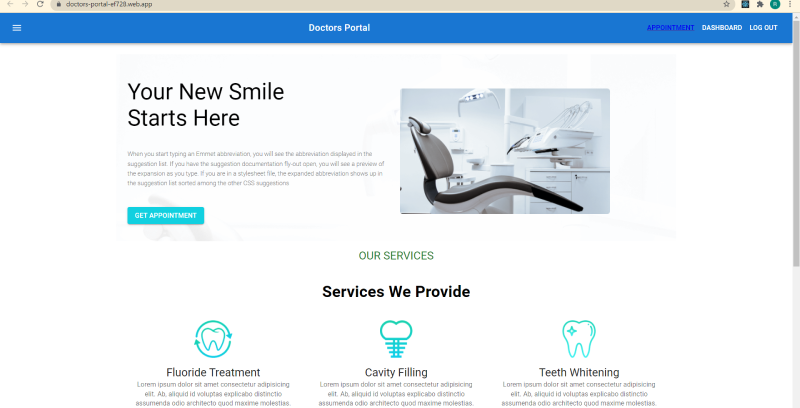 doctors-portal-ef728.web.app
R
Doctors Portal
APPOINTMENT DASHBOARD LOG OUT
Your New Smile
Starts Here
When you start typing an Emmet abbreviation, you will see the abbreviation displayed in the
suggestion list. If you have the suggestion documentation fly-out open, you will see a preview of
the expansion as you type. If you are in a stylesheet file, the expanded abbreviation shows up in
the suggestion list sorted among the other CSS suggestions
GET APPOINTMENT
OUR SERVICES
Services We Provide
Fluoride Treatment
Lorem ipsum dolor sit amet consectetur adipisicing
elit. Ab, aliquid id voluptas explicabo distinctio
assumenda odio architecto quod maxime molestias.
Cavity Filling
Lorem ipsum dolor sit amet consectetur adipisicing
elit. Ab, aliquid id voluptas explicabo distinctio
assumenda odio architecto quod maxime molestias.
Teeth Whitening
Lorem ipsum dolor sit amet consectetur adipisicing
elit. Ab, aliquid id voluptas explicabo distinctio
assumenda odio architecto quod maxime molestias.